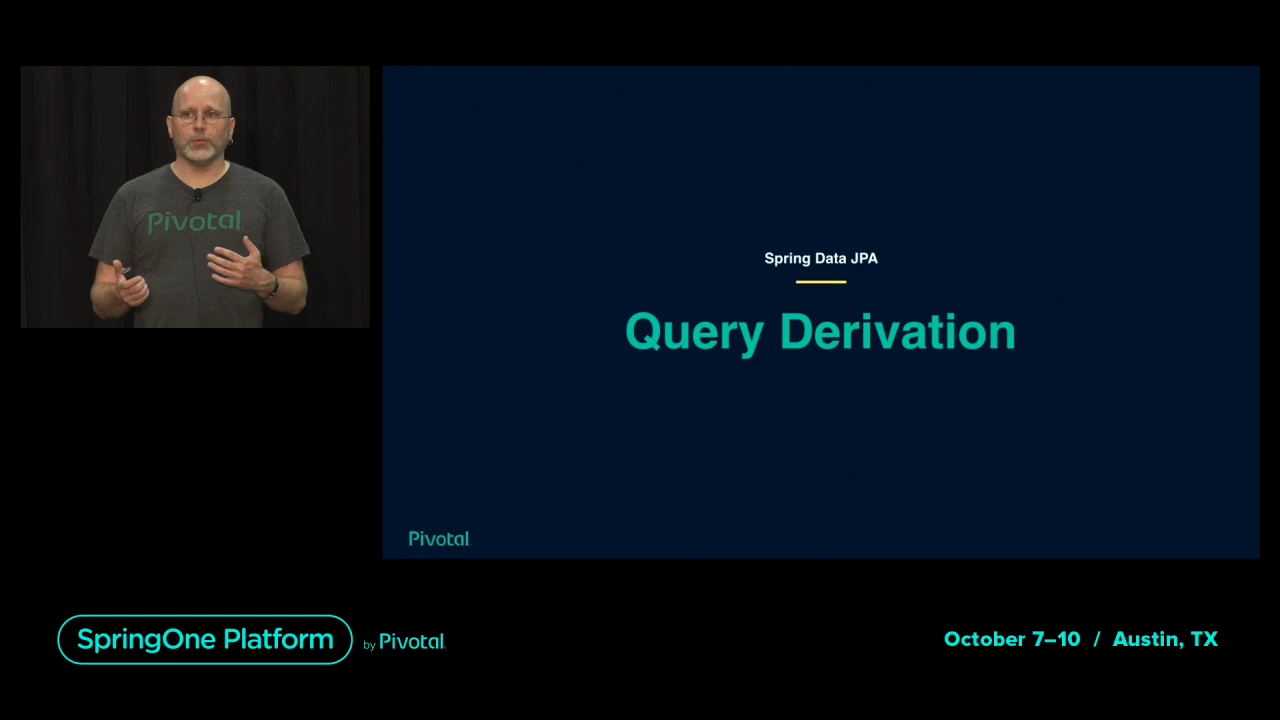 Pivotal
Spring Data JPA
Query Derivation
Pivotal
SpringOne Platform
by Pivotal
October 7–10 / Austin, TX